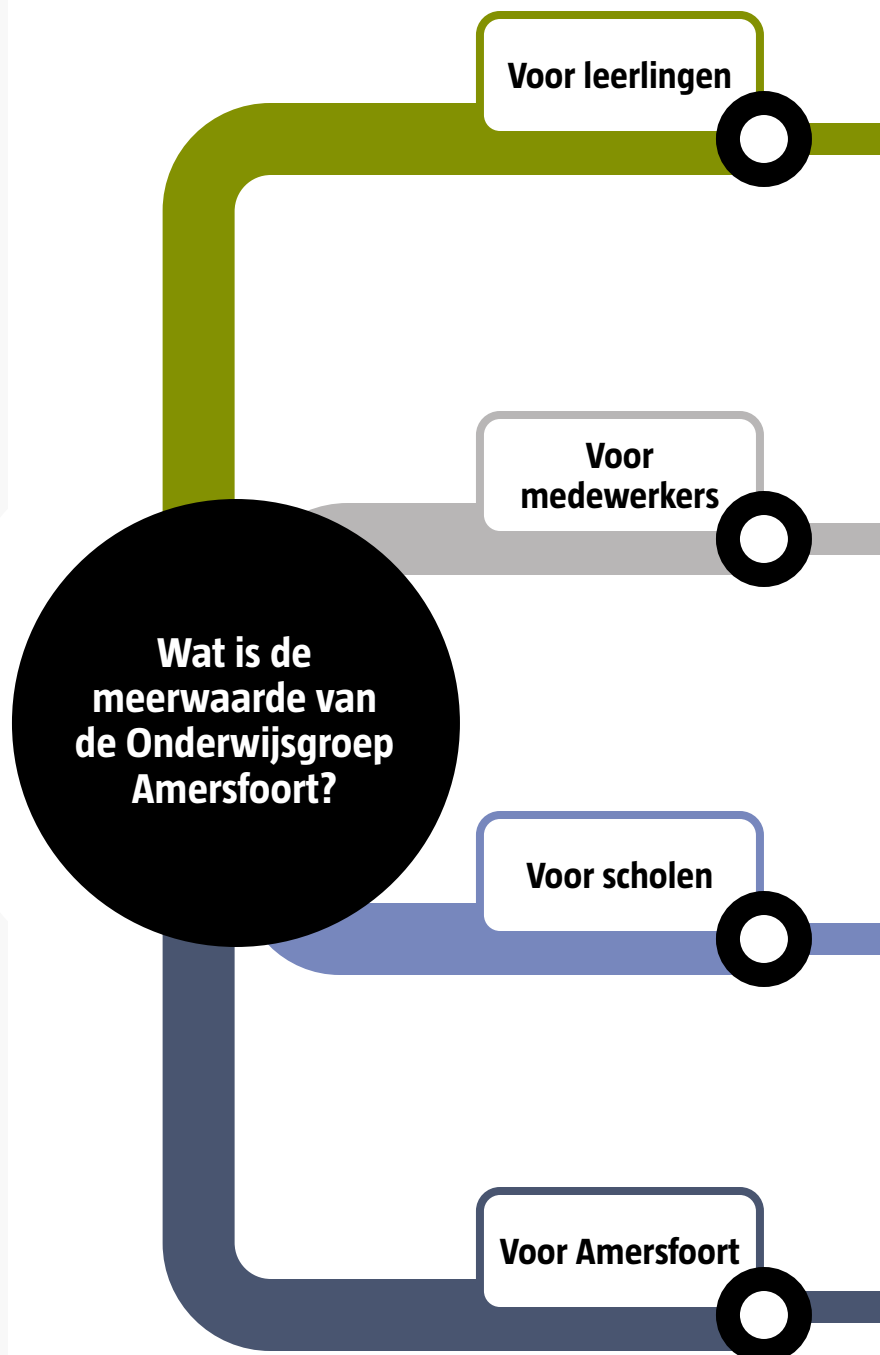 Voor leerlingen
Voor
medewerkers
Wat is de
meerwaarde van
de Onderwijsgroep
Amersfoort?
Voor scholen
Voor Amersfoort